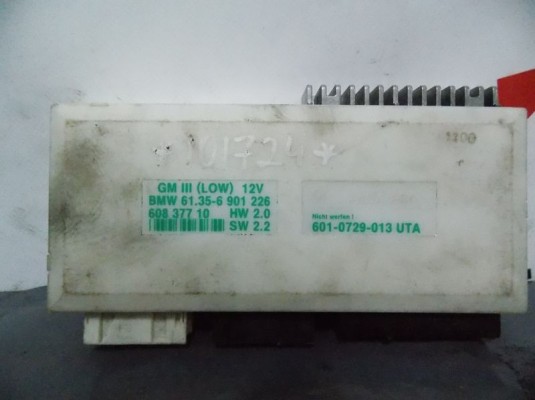 1200
*101724*
GM III (LOW) 12V
BMW 61.35-6 901 226
608 377 10 HW 2.0
SW 2.2
Nicht werfen !
601-0729-013 UTA